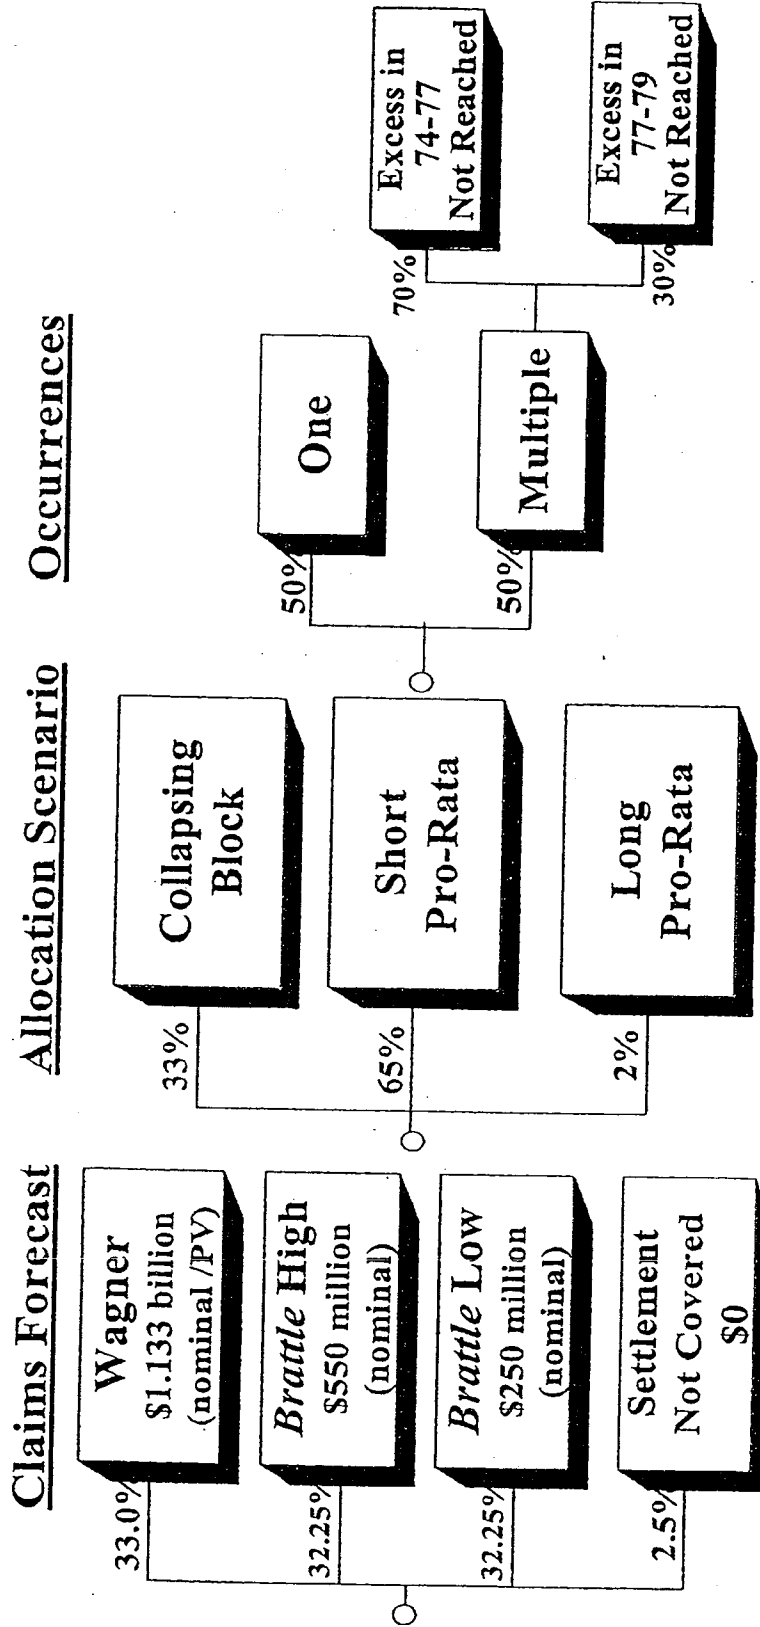 Claims Forecast
33.0%
Wagner
$1.133 billion
(nominal /PV)
32.25%
Brattle High
$550 million
(nominal)
32.25%
Brattle Low
$250 million
(nominal)
2.5%
Settlement
Not Covered
$0
Allocation Scenario
33%
Collapsing
Block
65%
Short
Pro-Rata
2%
Long
Pro-Rata
Occurrences
50%
One
50%
Multiple
70%
Excess in
74-77
Not Reached
30%
Excess in
77-79
Not Reached